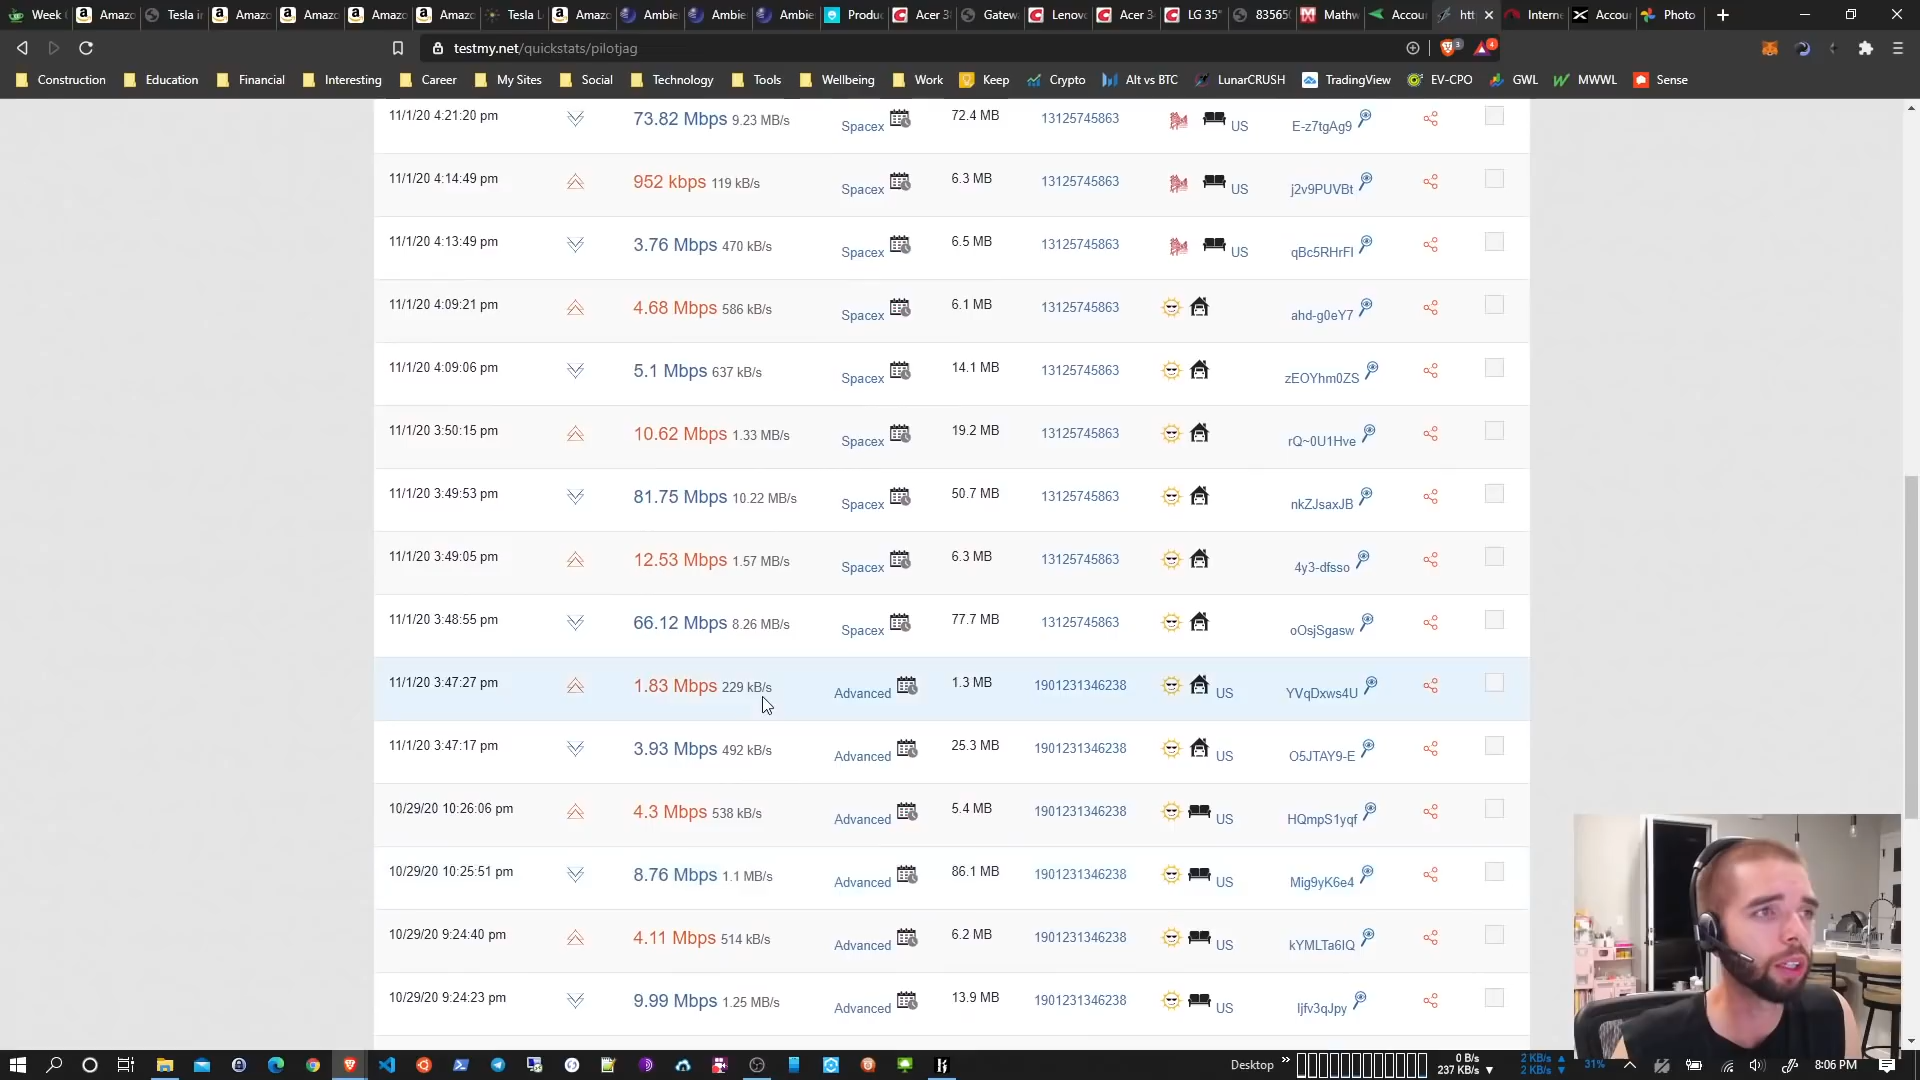 Week (
Amazo
Tesla i
Amazo
Amazo
Amazo
Amazo
Tesla L
Amazo
Ambie
Ambie
Ambie
Produ
Acer 3
Gatew
Lenov
Acer 3
LG 35"
83565
Mathw
Accou
htt
Intern
Accou
Photo
testmy.net/quickstats/pilotjag
3
4
Construction
Education
Financial
Interesting
Career
My Sites
Social
Technology
Tools
Wellbeing
Work
Keep
Crypto
Alt vs BTC
LunarCRUSH
TradingView
EV-CPO
GWL
MWWL
Sense
11/1/20 4:21:20 pm 73.82 Mbps 9.23 MB/s Spacex 72.4 MB 13125745863 US E-z7tgAg9
11/1/20 4:14:49 pm 952 kbps 119 kB/s Spacex 6.3 MB 13125745863 US j2v9PUVBt
11/1/20 4:13:49 pm 3.76 Mbps 470 kB/s Spacex 6.5 MB 13125745863 US qBc5RHrFl
11/1/20 4:09:21 pm 4.68 Mbps 586 kB/s Spacex 6.1 MB 13125745863 ahd-g0eY7
11/1/20 4:09:06 pm 5.1 Mbps 637 kB/s Spacex 14.1 MB 13125745863 zEOYhm0ZS
11/1/20 3:50:15 pm 10.62 Mbps 1.33 MB/s Spacex 19.2 MB 13125745863 rQ~0U1Hve
11/1/20 3:49:53 pm 81.75 Mbps 10.22 MB/s Spacex 50.7 MB 13125745863 nkZJsaxJB
11/1/20 3:49:05 pm 12.53 Mbps 1.57 MB/s Spacex 6.3 MB 13125745863 4y3-dfsso
11/1/20 3:48:55 pm 66.12 Mbps 8.26 MB/s Spacex 77.7 MB 13125745863 oOsjSgasw
11/1/20 3:47:27 pm 1.83 Mbps 229 kB/s Advanced 1.3 MB 1901231346238 US YVqDxws4U
11/1/20 3:47:17 pm 3.93 Mbps 492 kB/s Advanced 25.3 MB 1901231346238 US O5JTAY9-E
10/29/20 10:26:06 pm 4.3 Mbps 538 kB/s Advanced 5.4 MB 1901231346238 US HQmpS1yqf
10/29/20 10:25:51 pm 8.76 Mbps 1.1 MB/s Advanced 86.1 MB 1901231346238 US Mig9yK6e4
10/29/20 9:24:40 pm 4.11 Mbps 514 kB/s Advanced 6.2 MB 1901231346238 US kYMLTa6IQ
10/29/20 9:24:23 pm 9.99 Mbps 1.25 MB/s Advanced 13.9 MB 1901231346238 US ljfv3qJpy
Desktop
0 B/s
237 KB/s
2 KB/s
2 KB/s
31%
8:06 PM